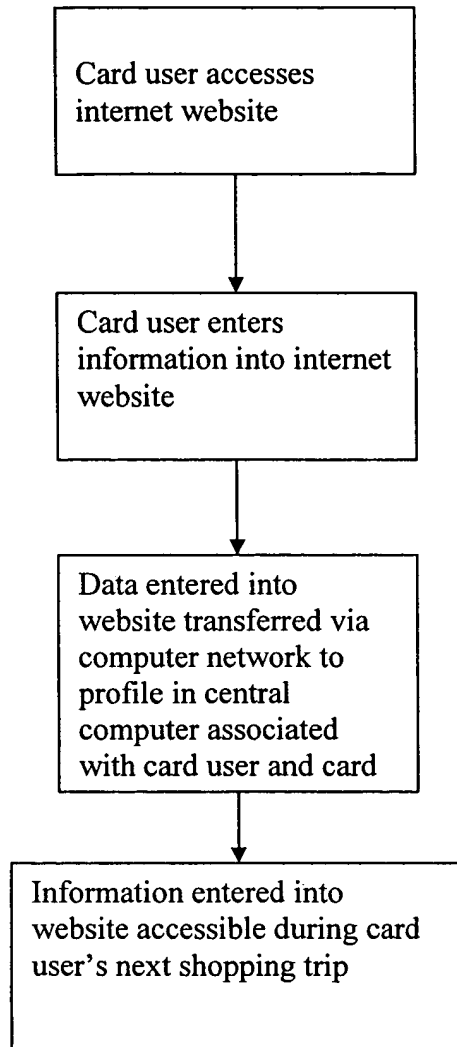 Card user accesses
internet website
Card user enters
information into internet
website
Data entered into
website transferred via
computer network to
profile in central
computer associated
with card user and card
Information entered into
website accessible during card
user's next shopping trip